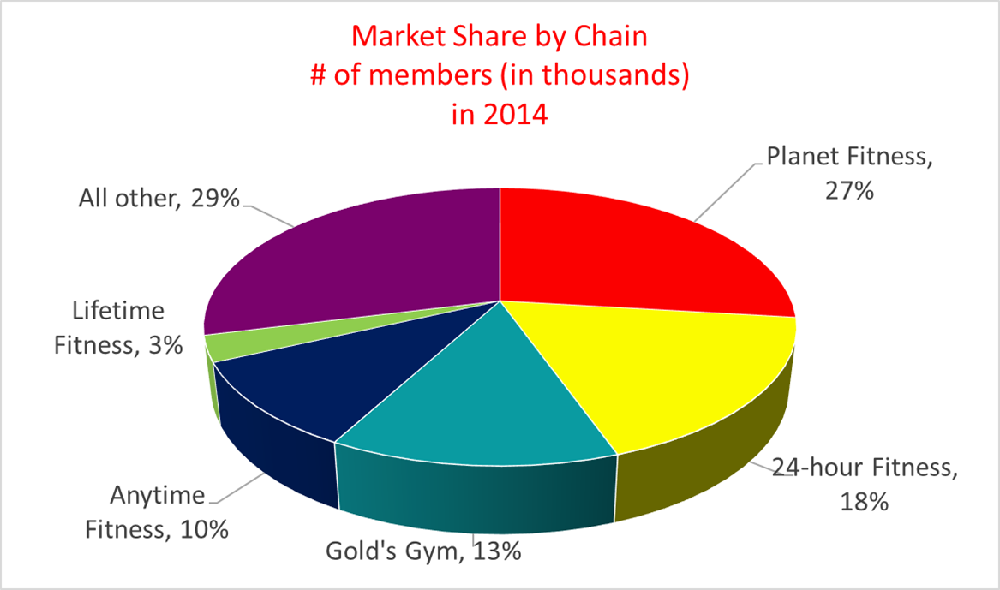 Market Share by Chain
# of members (in thousands)
in 2014
Planet Fitness,
27%
All other, 29%
Lifetime
Fitness, 3%
24-hour Fitness,
18%
Anytime
Fitness, 10%
Gold's Gym, 13%